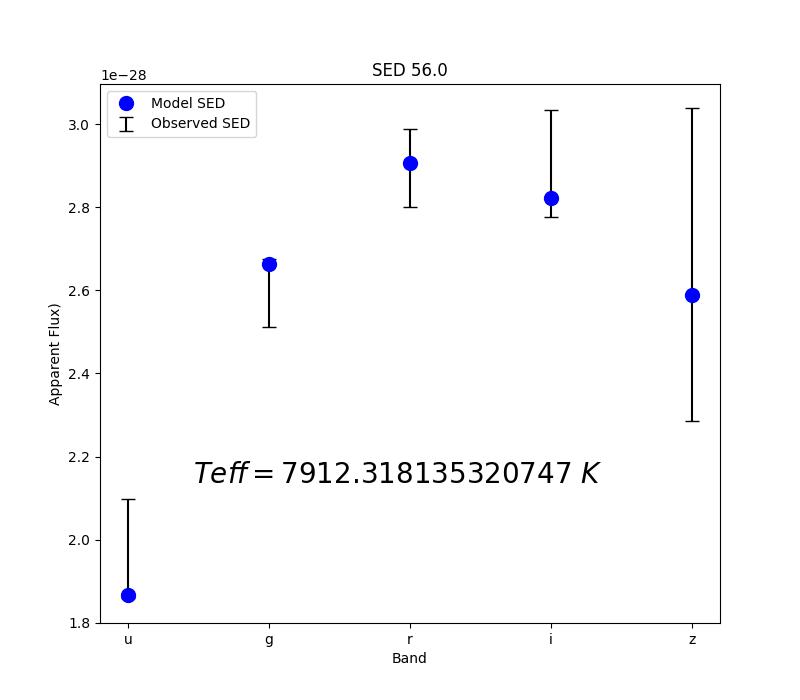 SED 56.0
1e−28
Model SED
Observed SED
3.0
2.8
2.6
2.4
2.2
2.0
1.8
Apparent Flux)
Teff = 7912.318135320747 K
u g r i z
Band